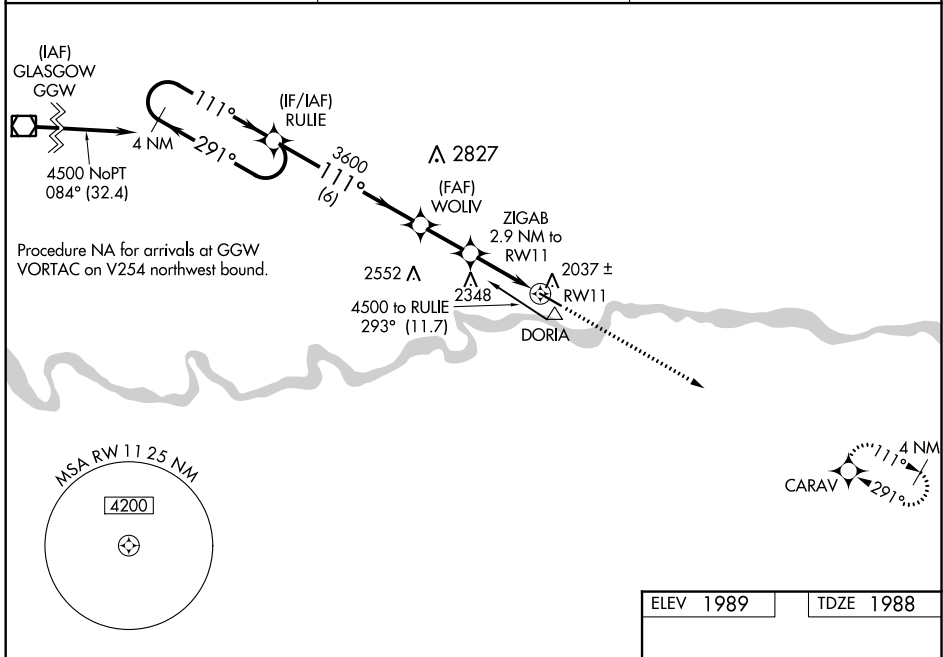 (IAF)
GLASGOW
GGW
4500 NoPT
084° (32.4)
4 NM
111°
291°
(IF/IAF)
RULIE
3600
111°
(6)
2827
(FAF)
WOLIV
ZIGAB
2.9 NM to
RW11
2552
2348
2037 ±
RW11
4500 to RULIE
293° (11.7)
DORIA
Procedure NA for arrivals at GGW
VORTAC on V254 northwest bound.
MSA RW 11 25 NM
4200
CARAV
111°
291°
4 NM
ELEV 1989
TDZE 1988